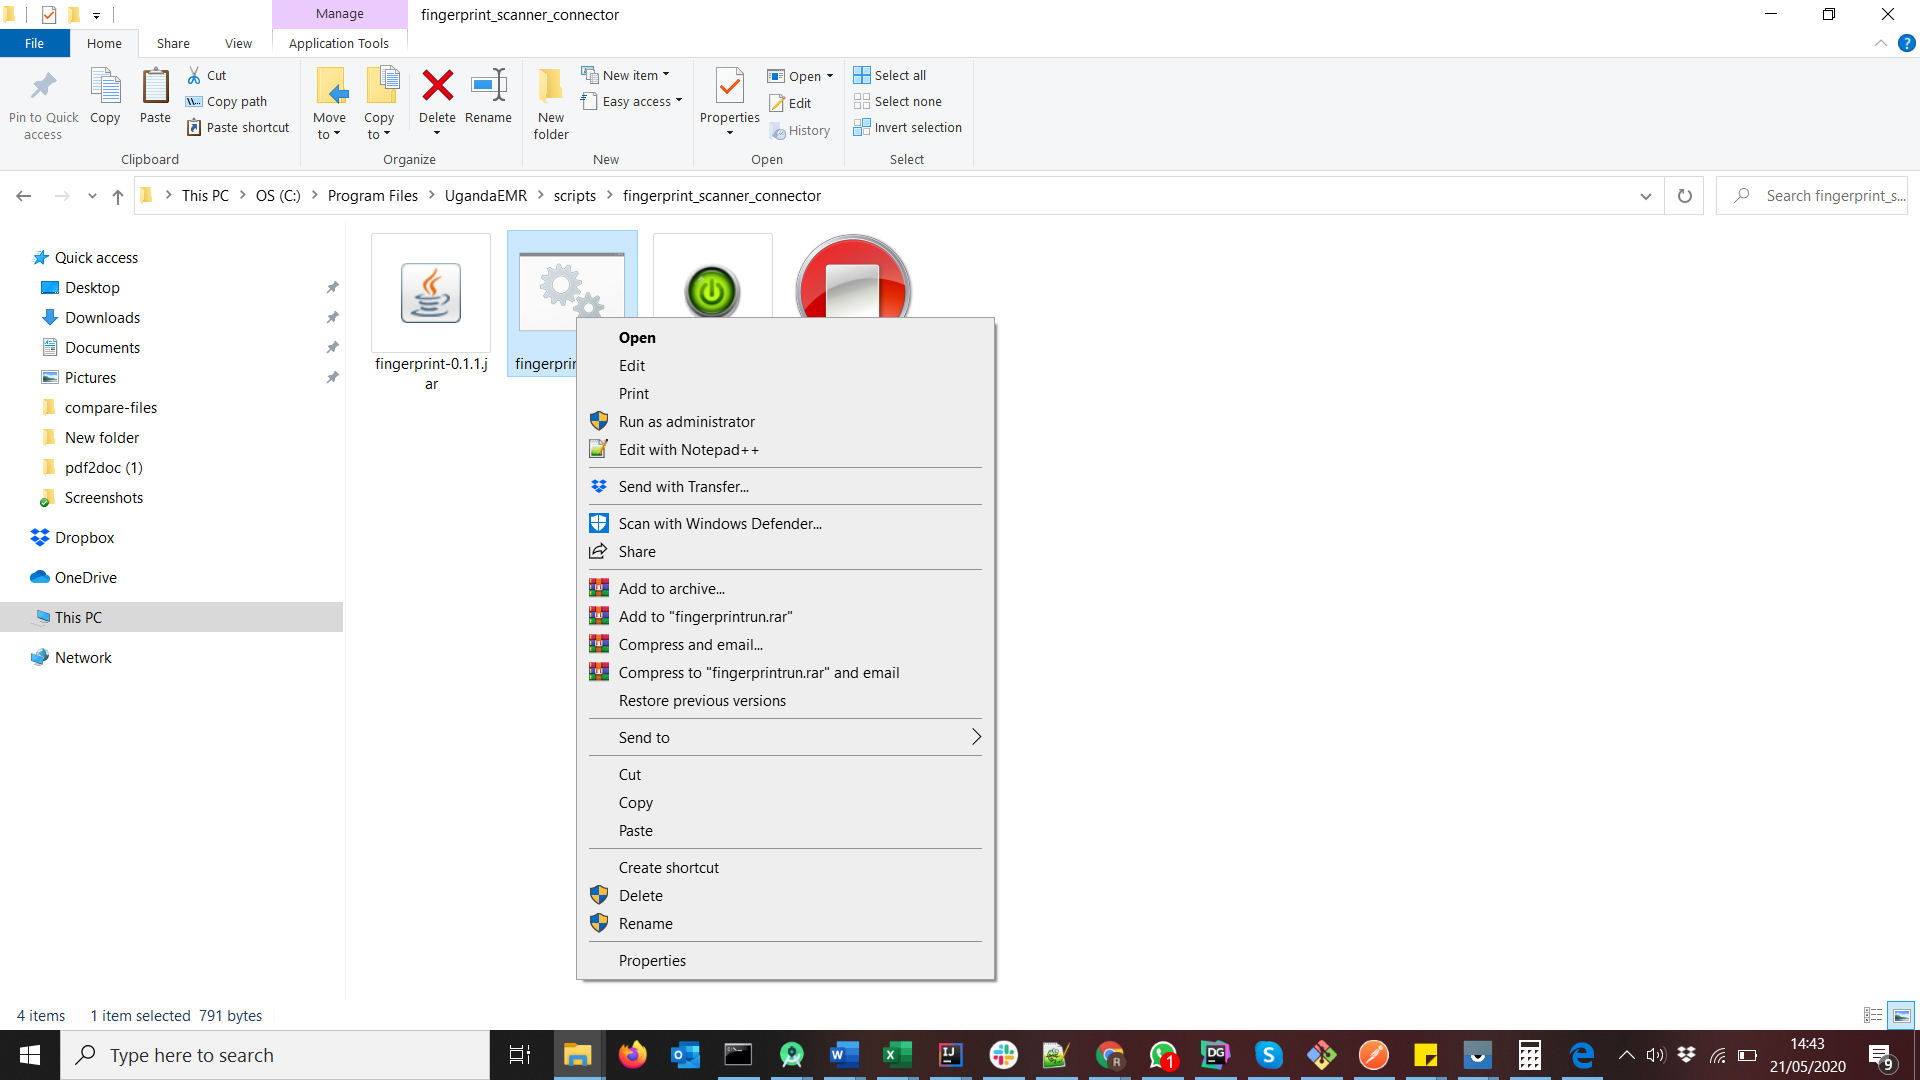 Manage
fingerprint_scanner_connector
File
Home
Share
View
Application Tools
Pin to Quick access
Copy
Paste
Cut
Copy path
Paste shortcut
Clipboard
Move to
Copy to
Delete
Rename
Organize
New folder
New item
Easy access
New
Properties
Open
Edit
History
Open
Select all
Select none
Invert selection
Select
This PC
OS (C:)
Program Files
UgandaEMR
scripts
fingerprint_scanner_connector
Search fingerprint_s...
Quick access
Desktop
Downloads
Documents
Pictures
compare-files
New folder
pdf2doc (1)
Screenshots
Dropbox
OneDrive
This PC
Network
fingerprint-0.1.1.j
ar
fingerprin
Open
Edit
Print
Run as administrator
Edit with Notepad++
Send with Transfer...
Scan with Windows Defender...
Share
Add to archive...
Add to "fingerprintrun.rar"
Compress and email...
Compress to "fingerprintrun.rar" and email
Restore previous versions
Send to
Cut
Copy
Paste
Create shortcut
Delete
Rename
Properties
4 items
1 item selected 791 bytes
Type here to search
14:43
21/05/2020
1
9